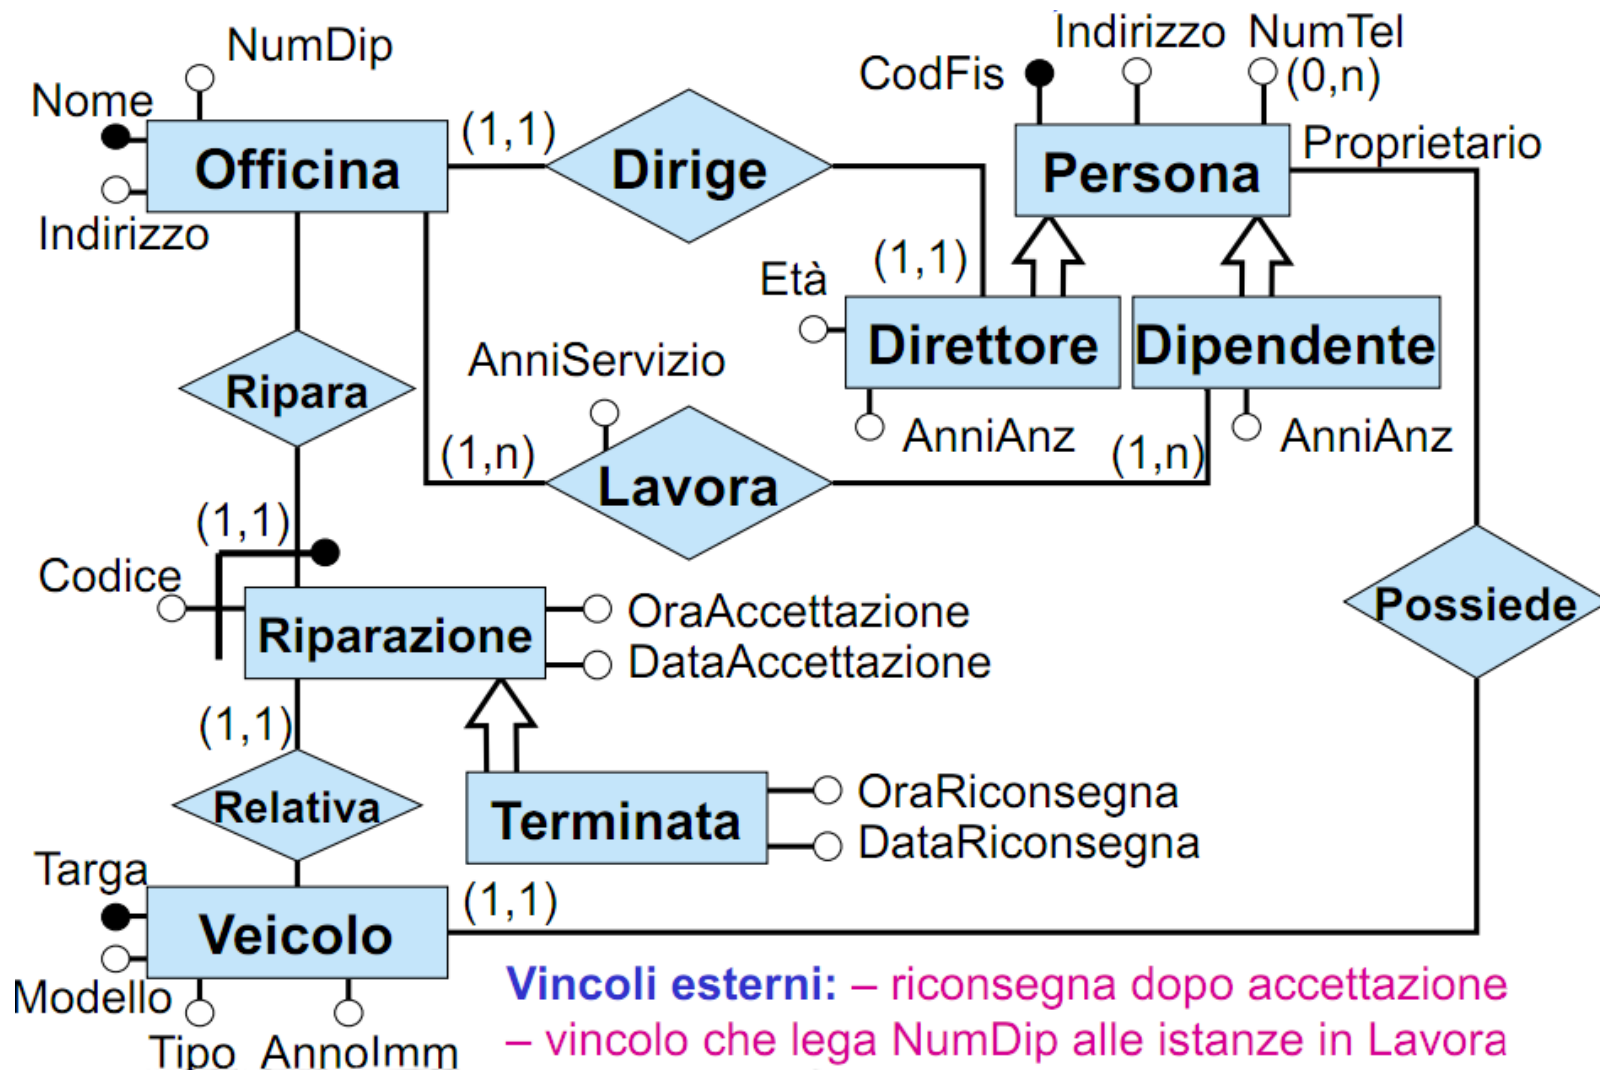 Indirizzo NumTel
NumDip
CodFis (0,n)
Nome
(1,1)
Proprietario
Officina
Dirige
Persona
Indirizzo
(1,1)
Età
Direttore
Dipendente
AnniServizio
Ripara
AnniAnz
AnniAnz
(1,n)
(1,n)
Lavora
(1,1)
Codice
OraAccettazione
Riparazione
DataAccettazione
Possiede
(1,1)
Relativa
OraRiconsegna
Terminata
DataRiconsegna
Targa
(1,1)
Veicolo
Modello
Tipo AnnoImm
Vincoli esterni: – riconsegna dopo accettazione
– vincolo che lega NumDip alle istanze in Lavora